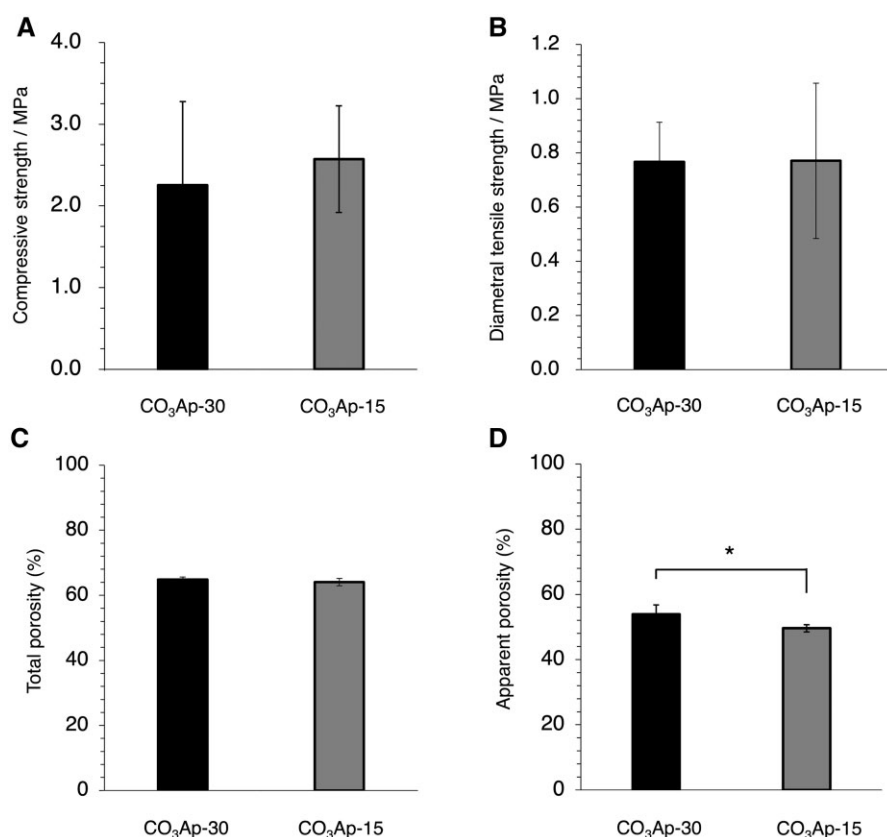 A
Compressive strength / MPa
4.0
3.0
2.0
1.0
0.0
CO₃Ap-30 CO₃Ap-15
B
Diametral tensile strength / MPa
1.2
1.0
0.8
0.6
0.4
0.2
0.0
CO₃Ap-30 CO₃Ap-15
C
Total porosity (%)
100
80
60
40
20
0
CO₃Ap-30 CO₃Ap-15
D
Apparent porosity (%)
100
80
60
40
20
0
*
CO₃Ap-30 CO₃Ap-15